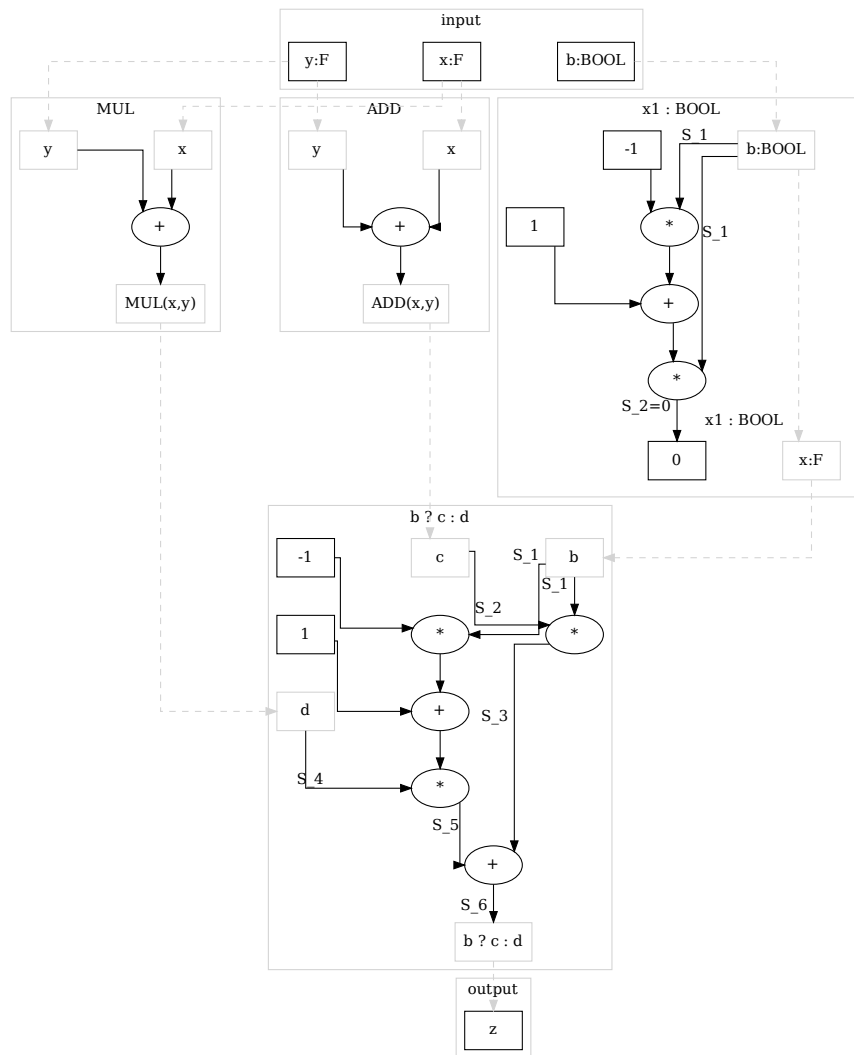 input
y:F
x:F
b:BOOL
MUL
ADD
x1 : BOOL
y
x
y
x
-1
S_1
b:BOOL
+
+
1
*
S_1
MUL(x,y)
ADD(x,y)
+
*
S_2=0
x1 : BOOL
0
x:F
b ? c : d
-1
c
S_1
b
S_1
S_2
1
*
*
d
+
S_3
S_4
*
S_5
+
S_6
b ? c : d
output
z